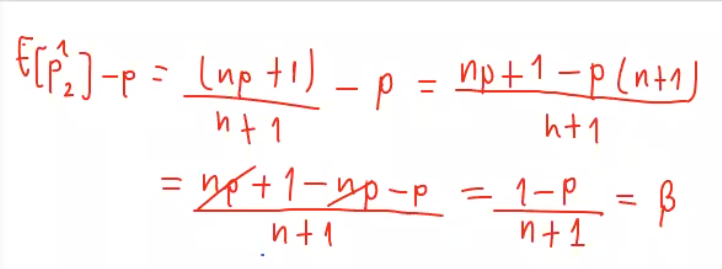 E[p̂₂] - p = (np + 1) / n + 1 - p = np + 1 - p(n+1) / n+1
= np + 1 - np - p / n+1 = 1 - p / n+1 = β